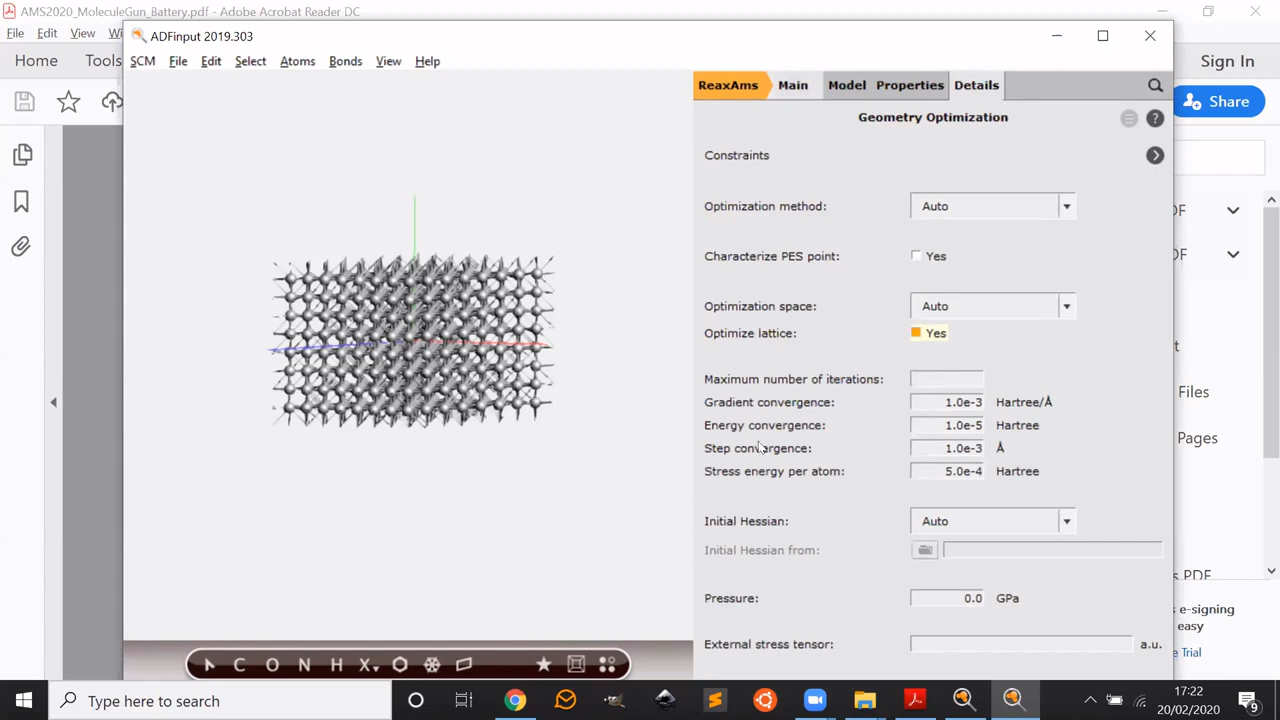 AMS2020_MoleculeGun_Battery.pdf - Adobe Acrobat Reader DC
File Edit View Wi
Home Tools
Sign In
Share
ADFinput 2019.303
SCM File Edit Select Atoms Bonds View Help
ReaxAms Main Model Properties Details
Geometry Optimization
?
Constraints
Optimization method: Auto
Characterize PES point: Yes
Optimization space: Auto
Optimize lattice: Yes
Maximum number of iterations:
Gradient convergence: 1.0e-3 Hartree/Å
Energy convergence: 1.0e-5 Hartree
Step convergence: 1.0e-3 Å
Stress energy per atom: 5.0e-4 Hartree
Initial Hessian: Auto
Initial Hessian from:
Pressure: 0.0 GPa
External stress tensor: a.u.
C O N H X
DF
DF
t
Files
Pages
s PDF
s e-signing
easy
e Trial
Type here to search
17:22
20/02/2020
9